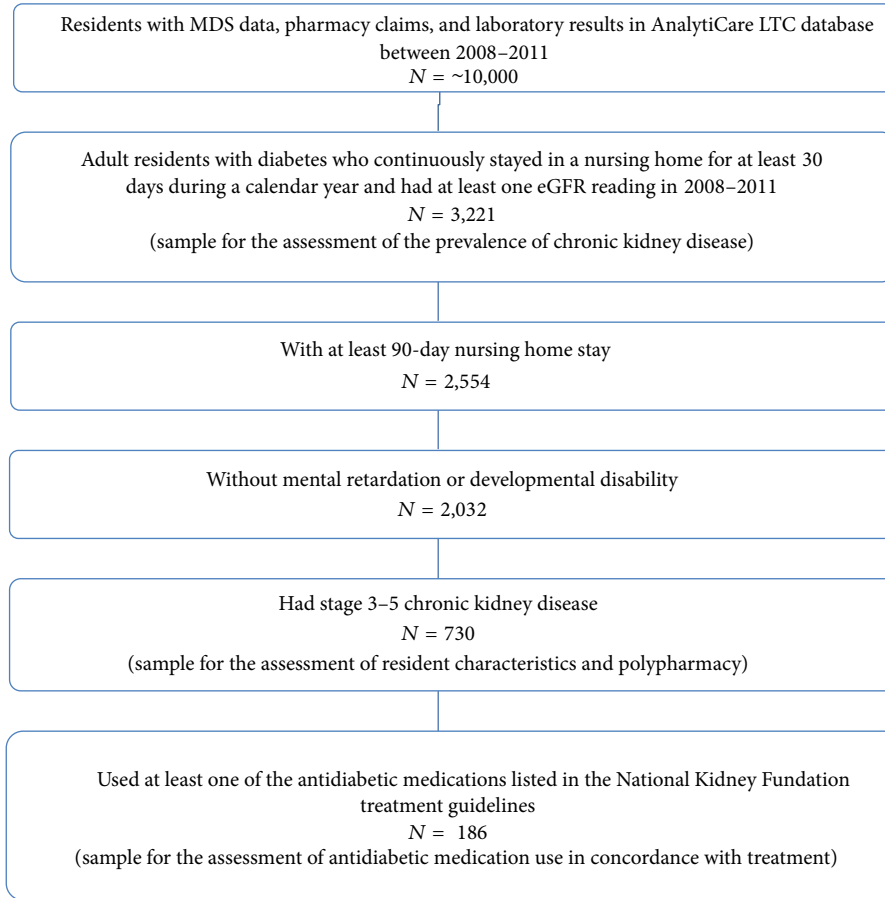 Residents with MDS data, pharmacy claims, and laboratory results in AnalytiCare LTC database
between 2008–2011
N = ~10,000
Adult residents with diabetes who continuously stayed in a nursing home for at least 30
days during a calendar year and had at least one eGFR reading in 2008–2011
N = 3,221
(sample for the assessment of the prevalence of chronic kidney disease)
With at least 90-day nursing home stay
N = 2,554
Without mental retardation or developmental disability
N = 2,032
Had stage 3–5 chronic kidney disease
N = 730
(sample for the assessment of resident characteristics and polypharmacy)
Used at least one of the antidiabetic medications listed in the National Kidney Fundation
treatment guidelines
N = 186
(sample for the assessment of antidiabetic medication use in concordance with treatment)